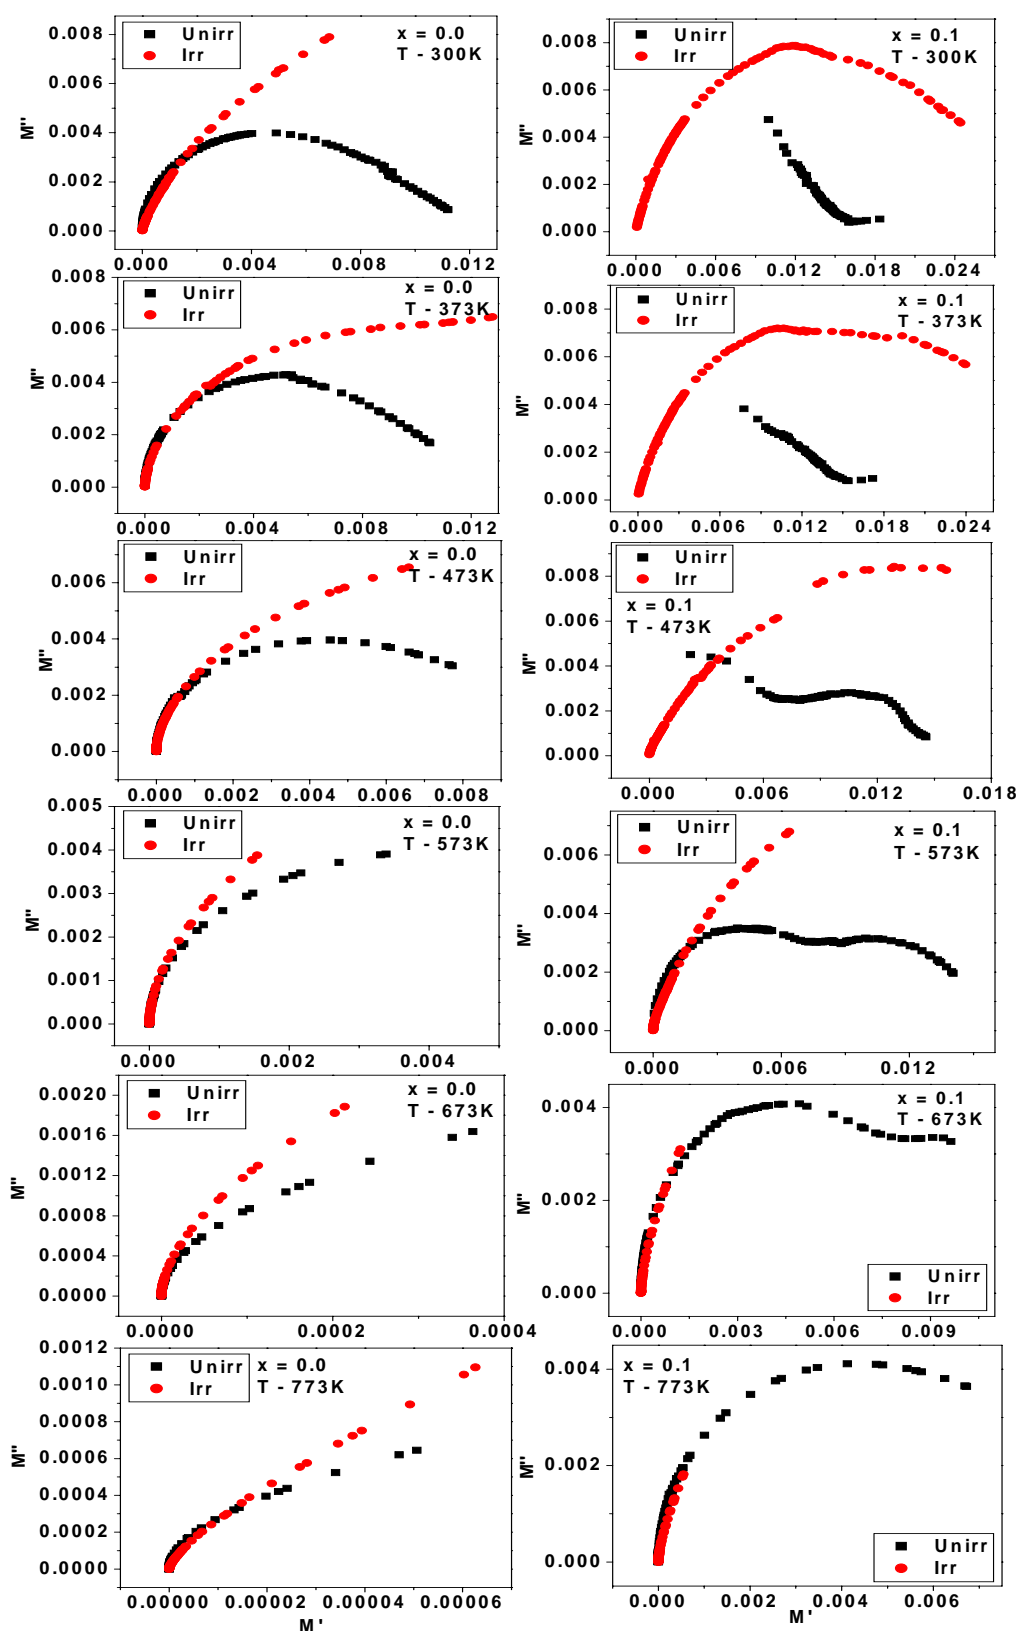 0.008
0.006
0.004
0.002
0.000
M''
Unirr
Irr
x = 0.0
T - 300K
0.000 0.004 0.008 0.012
0.008
0.006
0.004
0.002
0.000
M''
Unirr
Irr
x = 0.1
T - 300K
0.000 0.006 0.012 0.018 0.024
0.008
0.006
0.004
0.002
0.000
M''
Unirr
Irr
x = 0.0
T - 373K
0.000 0.004 0.008 0.012
0.008
0.006
0.004
0.002
0.000
M''
Unirr
Irr
x = 0.1
T - 373K
0.000 0.006 0.012 0.018 0.024
0.006
0.004
0.002
0.000
M''
Unirr
Irr
x = 0.0
T - 473K
0.000 0.002 0.004 0.006 0.008
0.008
0.006
0.004
0.002
0.000
M''
Unirr
Irr
x = 0.1
T - 473K
0.000 0.006 0.012 0.018
0.005
0.004
0.003
0.002
0.001
0.000
M''
Unirr
Irr
x = 0.0
T - 573K
0.000 0.002 0.004
0.006
0.004
0.002
0.000
M''
Unirr
Irr
x = 0.1
T - 573K
0.000 0.006 0.012
0.0020
0.0016
0.0012
0.0008
0.0004
0.0000
M''
Unirr
Irr
x = 0.0
T - 673K
0.0000 0.0002 0.0004
0.004
0.002
0.000
M''
x = 0.1
T - 673K
Unirr
Irr
0.000 0.003 0.006 0.009
0.0012
0.0010
0.0008
0.0006
0.0004
0.0002
0.0000
M''
Unirr
Irr
x = 0.0
T - 773K
0.00000 0.00002 0.00004 0.00006
M'
0.004
0.002
0.000
M''
x = 0.1
T - 773K
Unirr
Irr
0.000 0.002 0.004 0.006
M'